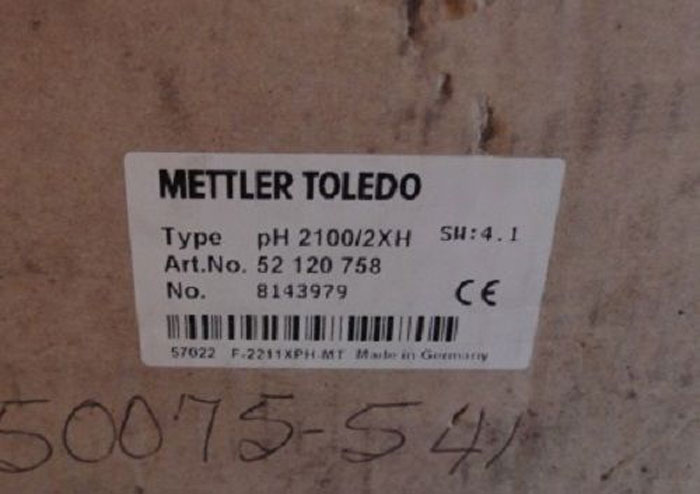 METTLER TOLEDO
Type pH 2100/2XH SW:4.1
Art.No. 52 120 758
No. 8143979 CE
57022 F-2211XPH-MT Made in Germany
50075-541